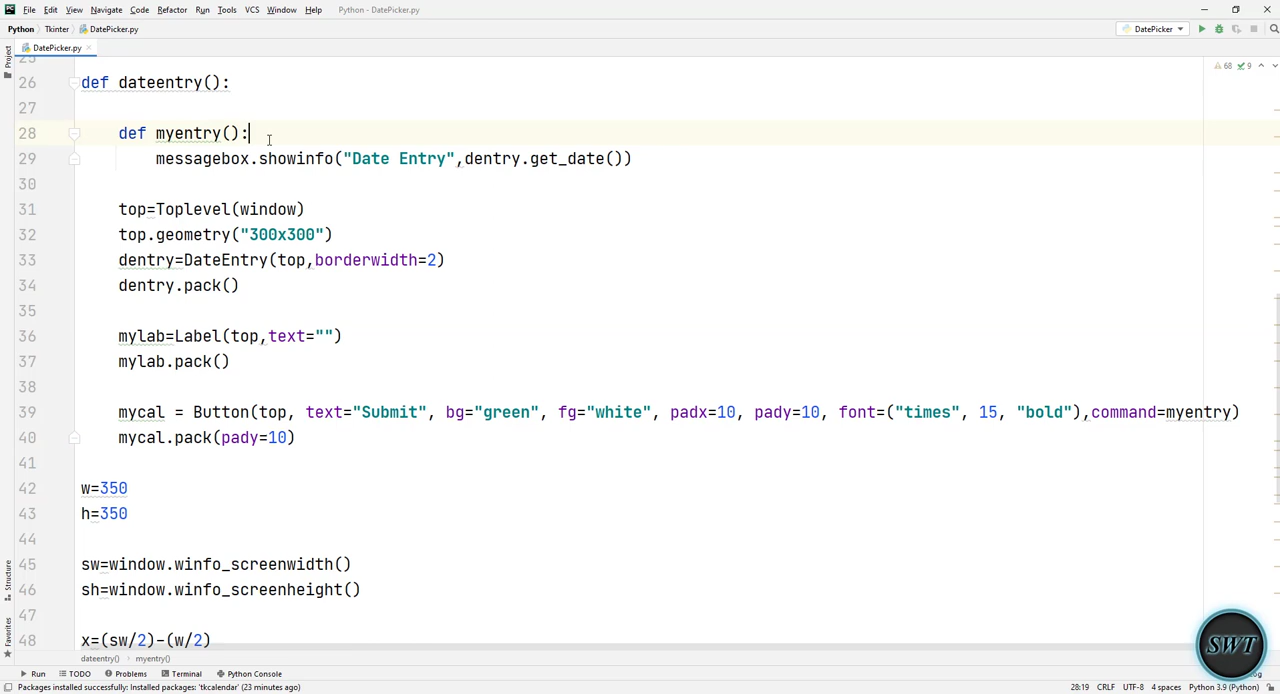 File Edit View Navigate Code Refactor Run Tools VCS Window Help Python - DatePicker.py
Python Tkinter DatePicker.py DatePicker
DatePicker.py
Project
68 9
25
26 def dateentry():
27
28 def myentry():
29 messagebox.showinfo("Date Entry",dentry.get_date())
30
31 top=Toplevel(window)
32 top.geometry("300x300")
33 dentry=DateEntry(top,borderwidth=2)
34 dentry.pack()
35
36 mylab=Label(top,text="")
37 mylab.pack()
38
39 mycal = Button(top, text="Submit", bg="green", fg="white", padx=10, pady=10, font=("times", 15, "bold"),command=myentry)
40 mycal.pack(pady=10)
41
42 w=350
43 h=350
44
45 sw=window.winfo_screenwidth()
46 sh=window.winfo_screenheight()
47
48 x=(sw/2)-(w/2)
Structure
Favorites
SWT
dateentry() myentry()
Run TODO Problems Terminal Python Console
Packages installed successfully: Installed packages: 'tkcalendar' (23 minutes ago) 28:19 CRLF UTF-8 4 spaces Python 3.9 (Python)